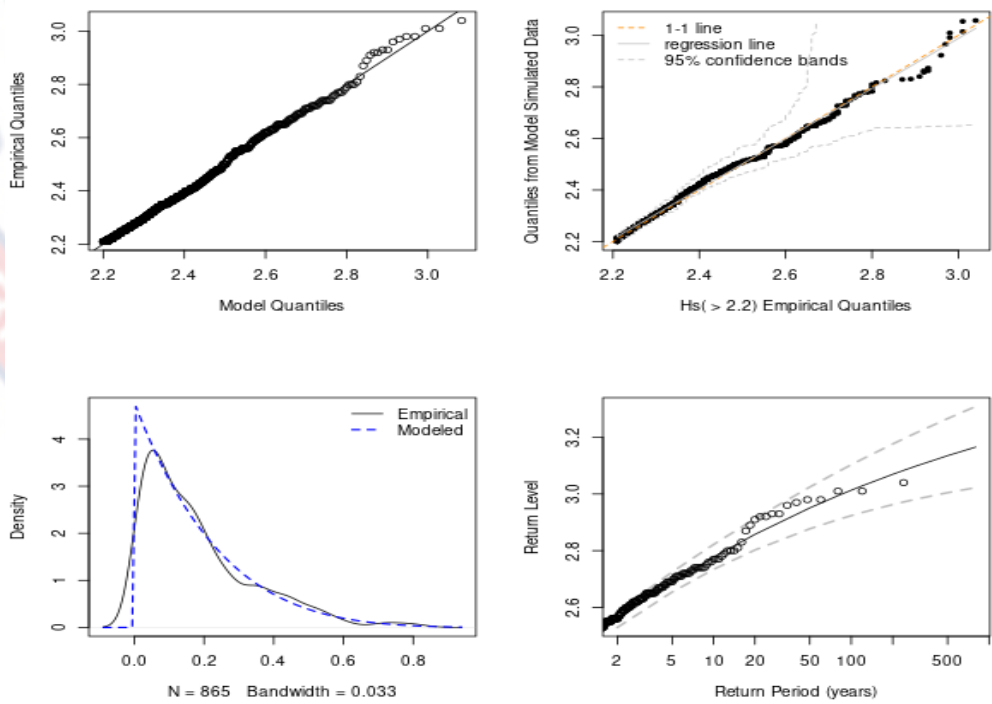 Empirical Quantiles
3.0
2.8
2.6
2.4
2.2
2.2 2.4 2.6 2.8 3.0
Model Quantiles
Quantiles from Model Simulated Data
3.0
2.8
2.6
2.4
2.2
1-1 line
regression line
95% confidence bands
2.2 2.4 2.6 2.8 3.0
Hs( > 2.2) Empirical Quantiles
Density
4
3
2
1
0
Empirical
Modeled
0.0 0.2 0.4 0.6 0.8
N = 865 Bandwidth = 0.033
Return Level
3.2
3.0
2.8
2.6
2 5 10 20 50 100 500
Return Period (years)